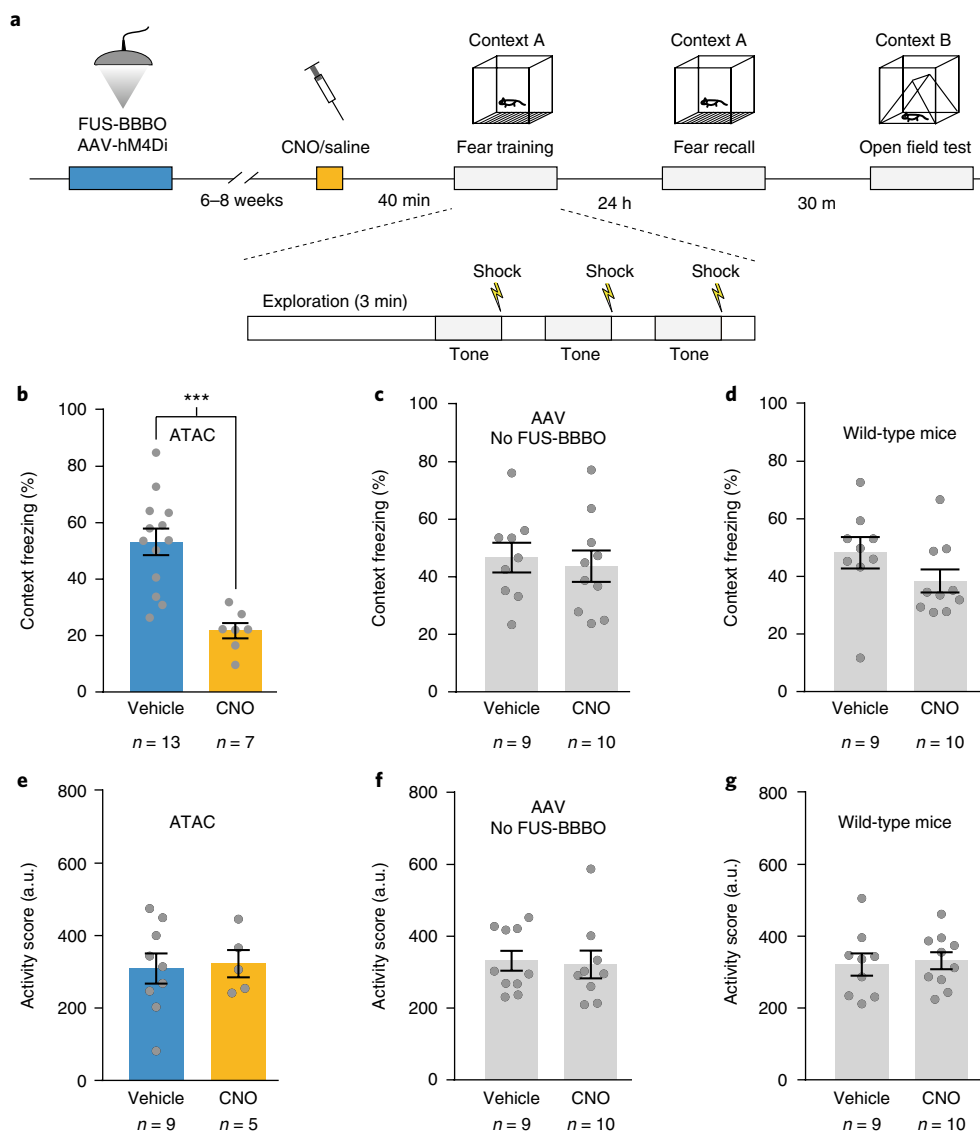 a
Context A
Context A
Context B
FUS-BBBO
AAV-hM4Di
CNO/saline
Fear training
Fear recall
Open field test
6–8 weeks
40 min
24 h
30 m
Shock
Shock
Shock
Exploration (3 min)
Tone
Tone
Tone
b
***
ATAC
Context freezing (%)
100
80
60
40
20
0
Vehicle
CNO
n = 13
n = 7
c
AAV
No FUS-BBBO
Context freezing (%)
100
80
60
40
20
0
Vehicle
CNO
n = 9
n = 10
d
Wild-type mice
Context freezing (%)
100
80
60
40
20
0
Vehicle
CNO
n = 9
n = 10
e
ATAC
Activity score (a.u.)
800
600
400
200
0
Vehicle
CNO
n = 9
n = 5
f
AAV
No FUS-BBBO
Activity score (a.u.)
800
600
400
200
0
Vehicle
CNO
n = 9
n = 10
g
Wild-type mice
Activity score (a.u.)
800
600
400
200
0
Vehicle
CNO
n = 9
n = 10